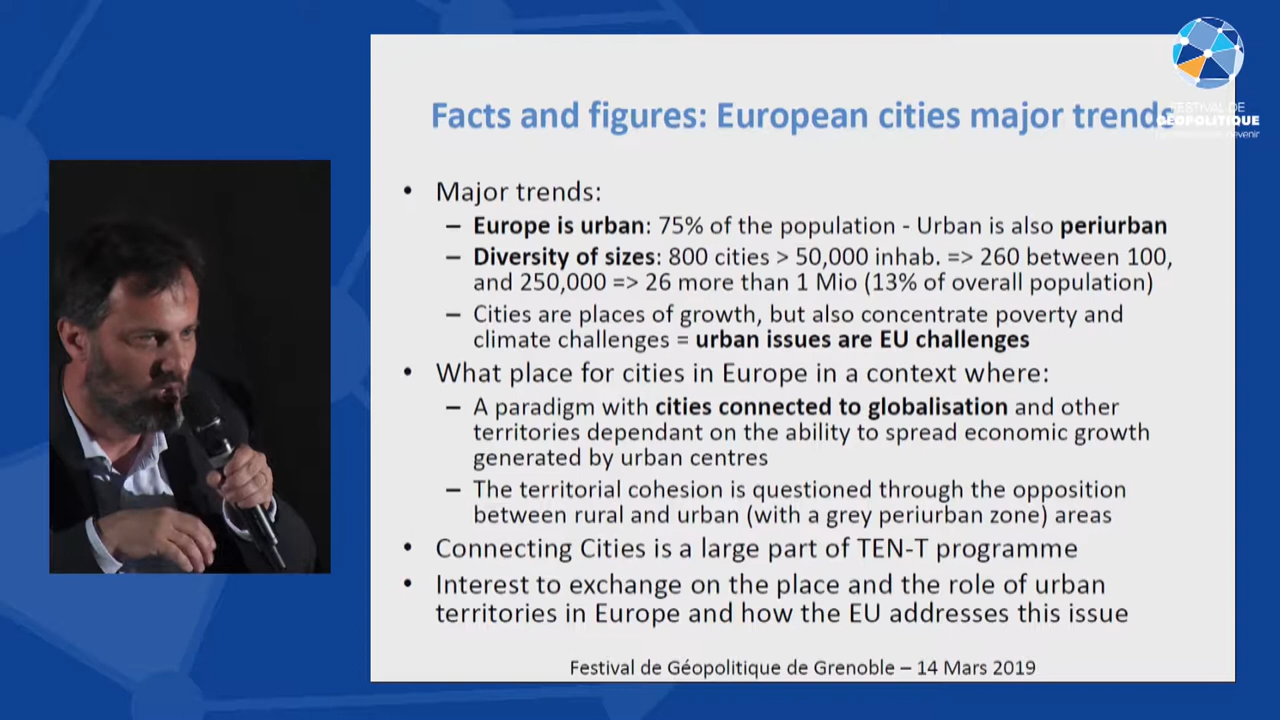 Facts and figures: European cities major trends
FESTIVAL DE
GÉOPOLITIQUE
• Major trends:
– Europe is urban: 75% of the population - Urban is also periurban
– Diversity of sizes: 800 cities > 50,000 inhab. => 260 between 100,
and 250,000 => 26 more than 1 Mio (13% of overall population)
– Cities are places of growth, but also concentrate poverty and
climate challenges = urban issues are EU challenges
• What place for cities in Europe in a context where:
– A paradigm with cities connected to globalisation and other
territories dependant on the ability to spread economic growth
generated by urban centres
– The territorial cohesion is questioned through the opposition
between rural and urban (with a grey periurban zone) areas
• Connecting Cities is a large part of TEN-T programme
• Interest to exchange on the place and the role of urban
territories in Europe and how the EU addresses this issue
Festival de Géopolitique de Grenoble – 14 Mars 2019